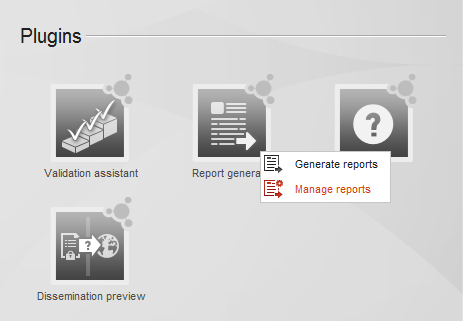 Plugins
Validation assistant
Report genera
Generate reports
Manage reports
Dissemination preview